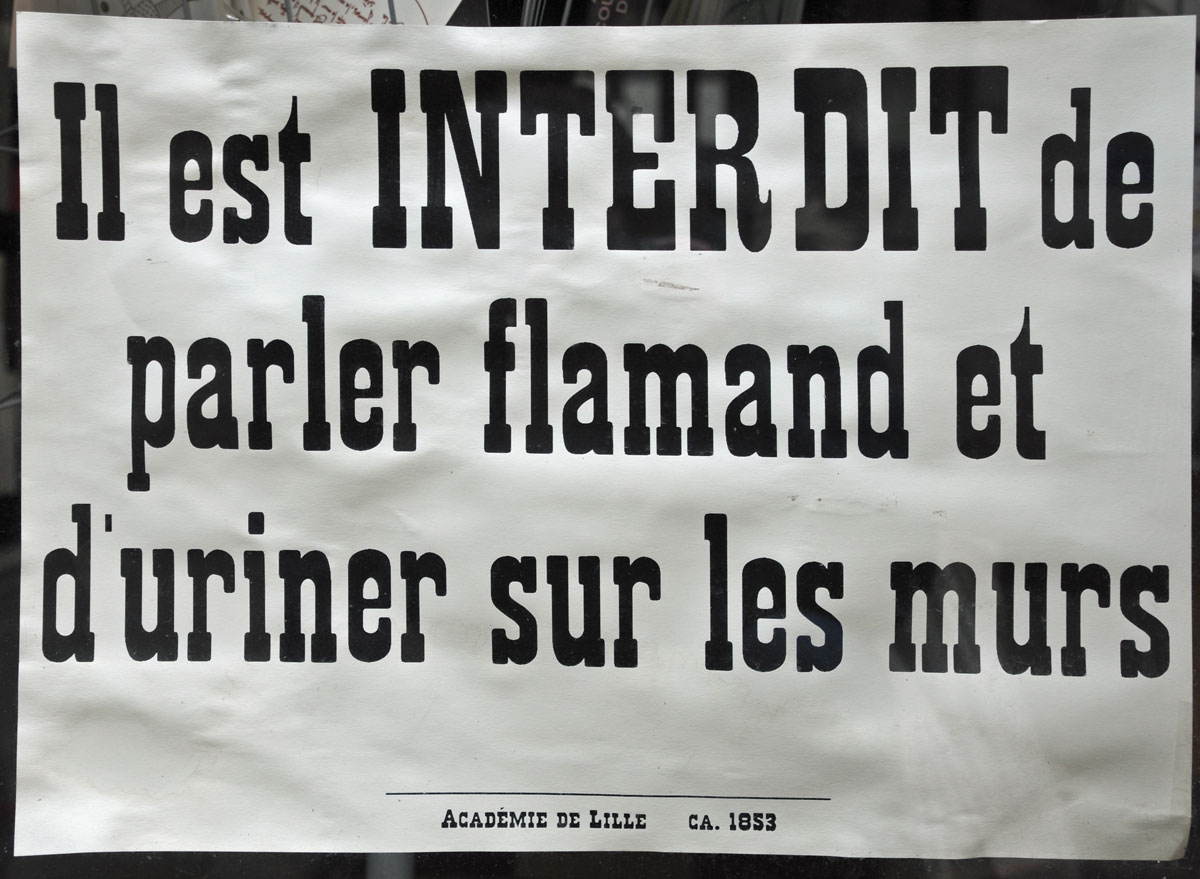 Il est INTERDIT de
parler flamand et
d'uriner sur les murs
Académie de Lille ca. 1853